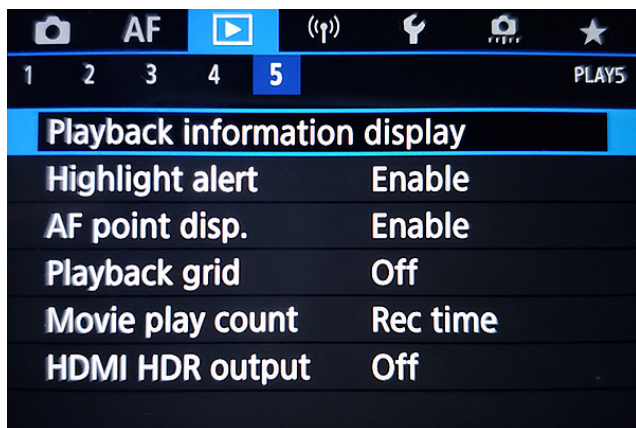 AF
1 2 3 4 5 PLAY5
Playback information display
Highlight alert Enable
AF point disp. Enable
Playback grid Off
Movie play count Rec time
HDMI HDR output Off